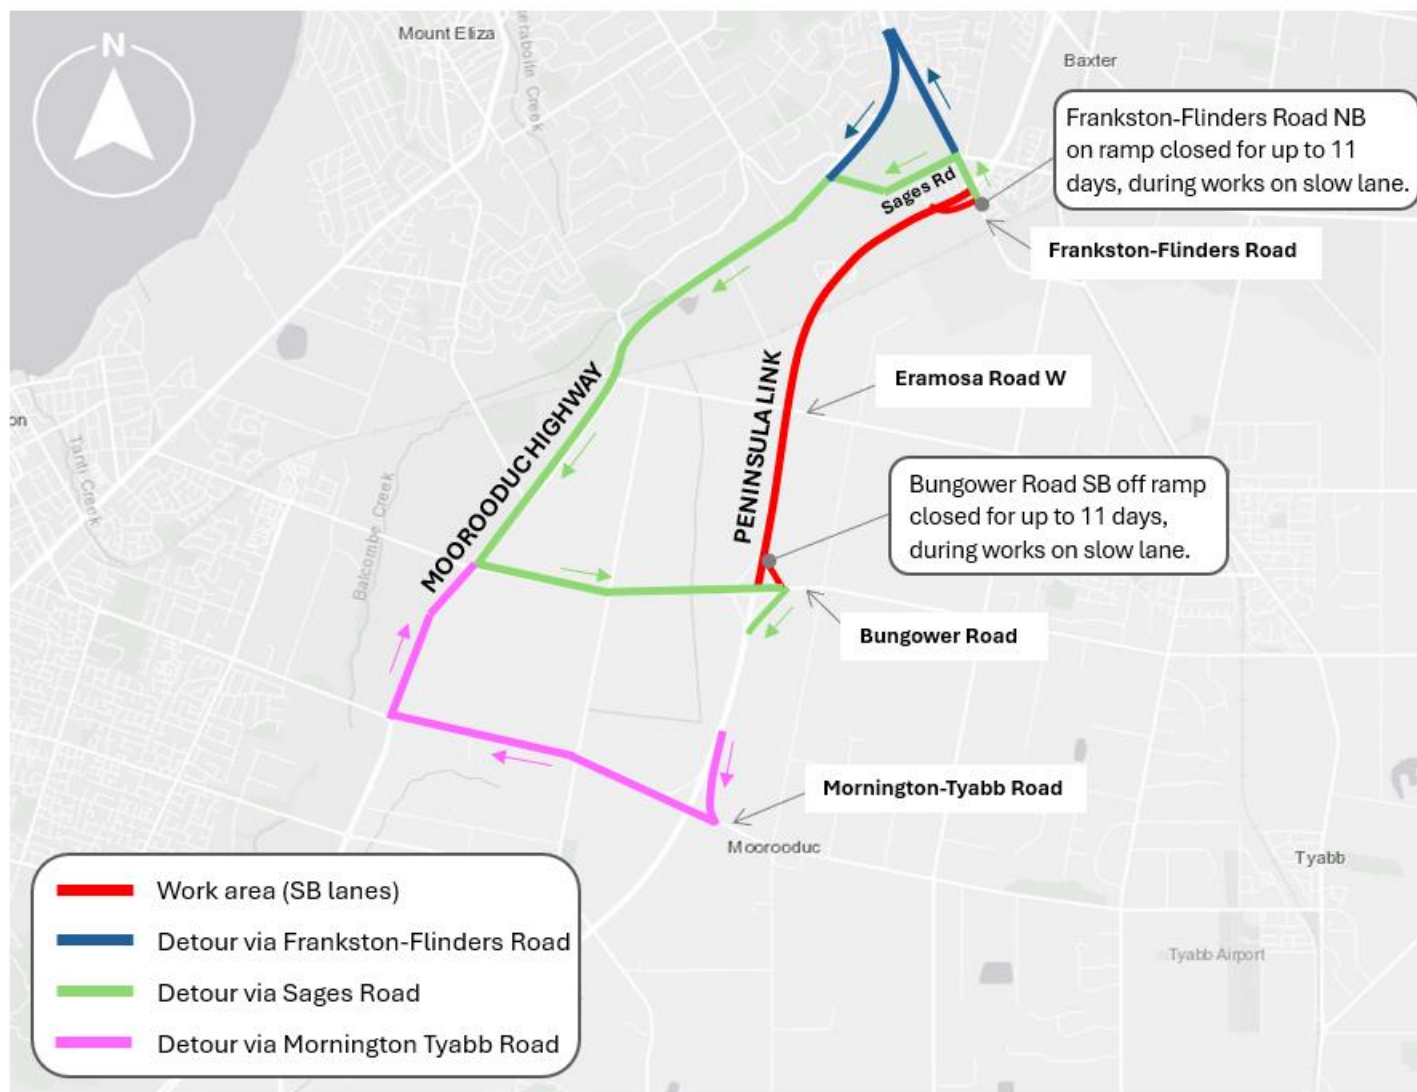 N
Mount Eliza
Baxter
Frankston-Flinders Road NB
on ramp closed for up to 11
days, during works on slow lane.
Sages Rd
Frankston-Flinders Road
Eramosa Road W
PENINSULA LINK
MOOROODUC HIGHWAY
Bungower Road SB off ramp
closed for up to 11 days,
during works on slow lane.
on
Tanti Creek
Balcombe Creek
Bungower Road
Mornington-Tyabb Road
Moorooduc
Tyabb
Tyabb Airport
Work area (SB lanes)
Detour via Frankston-Flinders Road
Detour via Sages Road
Detour via Mornington Tyabb Road